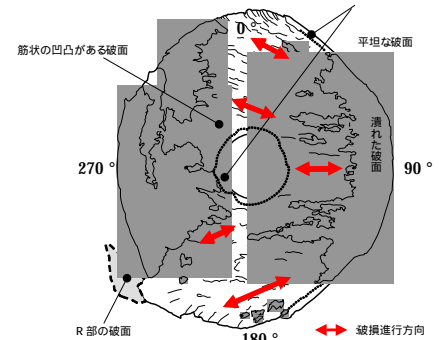 0 °
平坦な破面
筋状の凹凸がある破面
潰れた破面
270 °
90 °
R 部の破面
180 °
破損進行方向